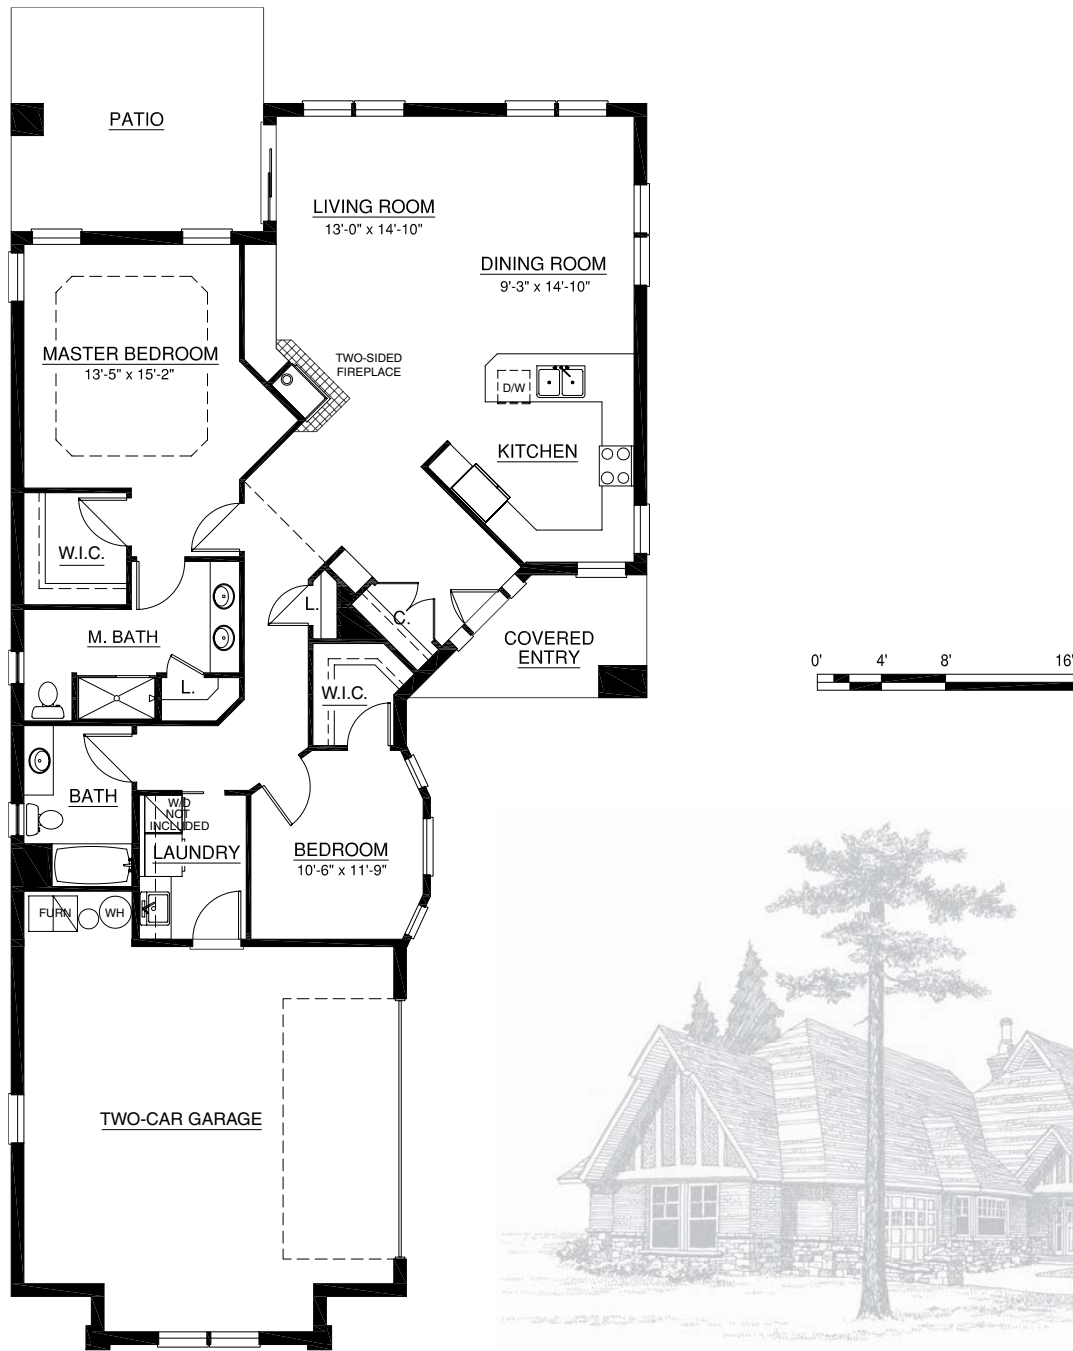 PATIO
LIVING ROOM
13'-0" x 14'-10"
DINING ROOM
9'-3" x 14'-10"
MASTER BEDROOM
13'-5" x 15'-2"
TWO-SIDED
FIREPLACE
D/W
KITCHEN
W.I.C.
L.
C.
M. BATH
COVERED
ENTRY
0' 4' 8' 16'
L.
W.I.C.
BATH
W/D
NOT
INCLUDED
LAUNDRY
BEDROOM
10'-6" x 11'-9"
FURN
WH
TWO-CAR GARAGE